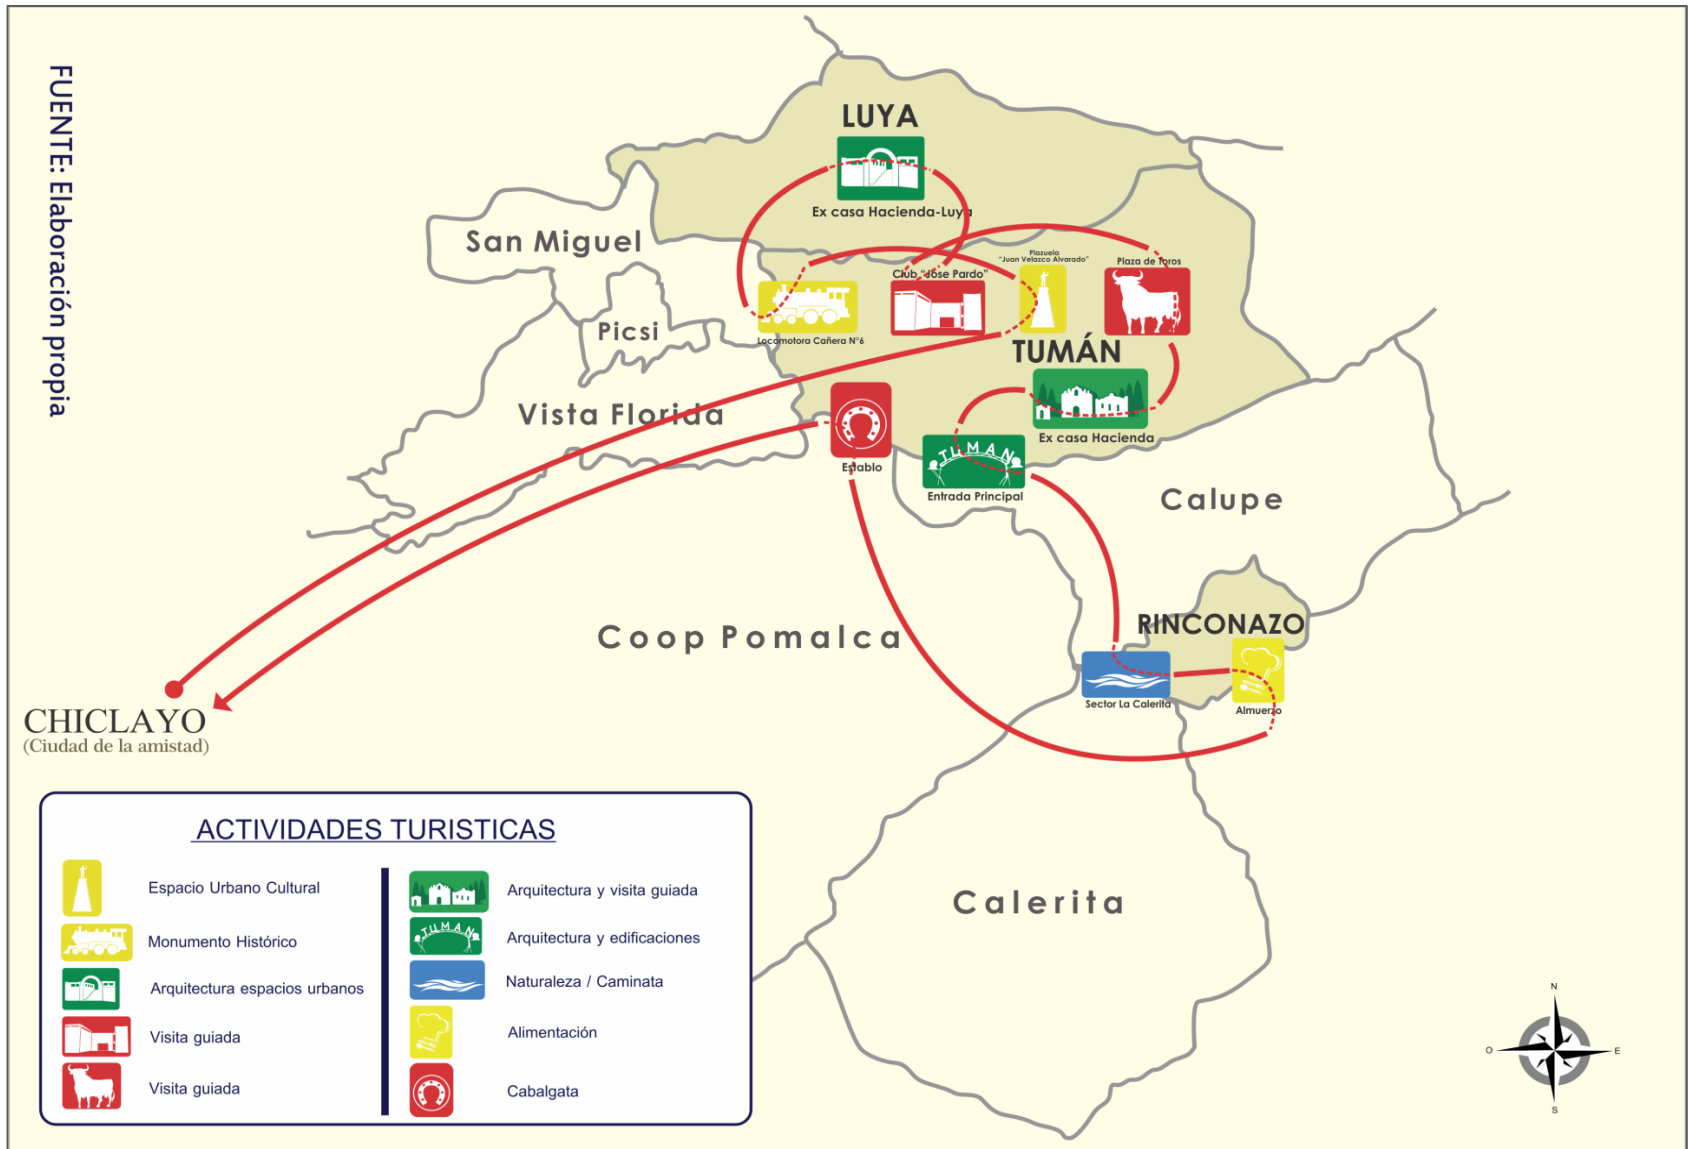 FUENTE: Elaboración propia
LUYA
Ex casa Hacienda-Luya
San Miguel
Plazuela
"Juan Velazco Alvarado"
Plaza de Toros
Club "Jose Pardo"
Picsi
Locomotora Cañera N°6
TUMÁN
Vista Florida
Ex casa Hacienda
TUMAN
Establo
Entrada Principal
Calupe
RINCONAZO
Coop Pomalca
Sector La Calerita
Almuerzo
CHICLAYO
(Ciudad de la amistad)
Calerita
ACTIVIDADES TURISTICAS
Espacio Urbano Cultural
Monumento Histórico
Arquitectura espacios urbanos
Visita guiada
Visita guiada
Arquitectura y visita guiada
TUMAN
Arquitectura y edificaciones
Naturaleza / Caminata
Alimentación
Cabalgata
N
O
E
S